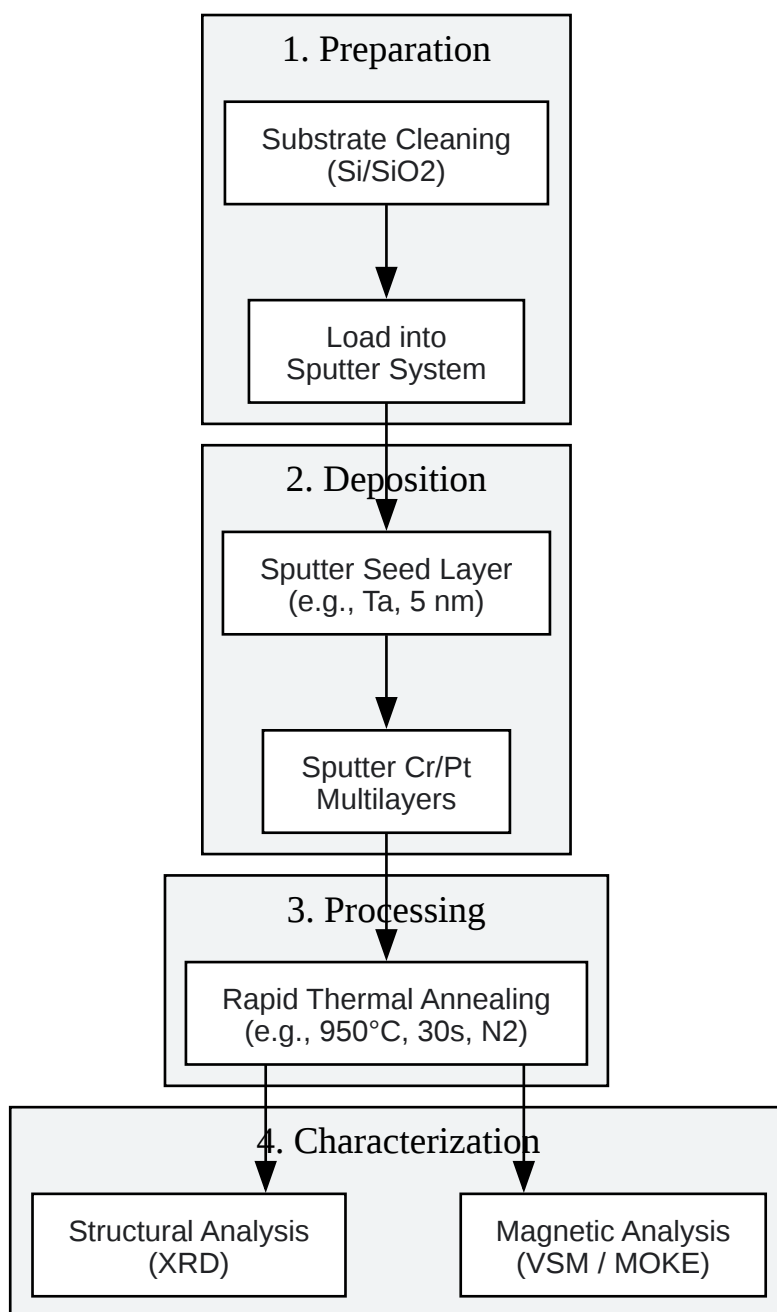 1. Preparation
Substrate Cleaning
(Si/SiO2)
Load into
Sputter System
2. Deposition
Sputter Seed Layer
(e.g., Ta, 5 nm)
Sputter Cr/Pt
Multilayers
3. Processing
Rapid Thermal Annealing
(e.g., 950°C, 30s, N2)
4. Characterization
Structural Analysis
(XRD)
Magnetic Analysis
(VSM / MOKE)